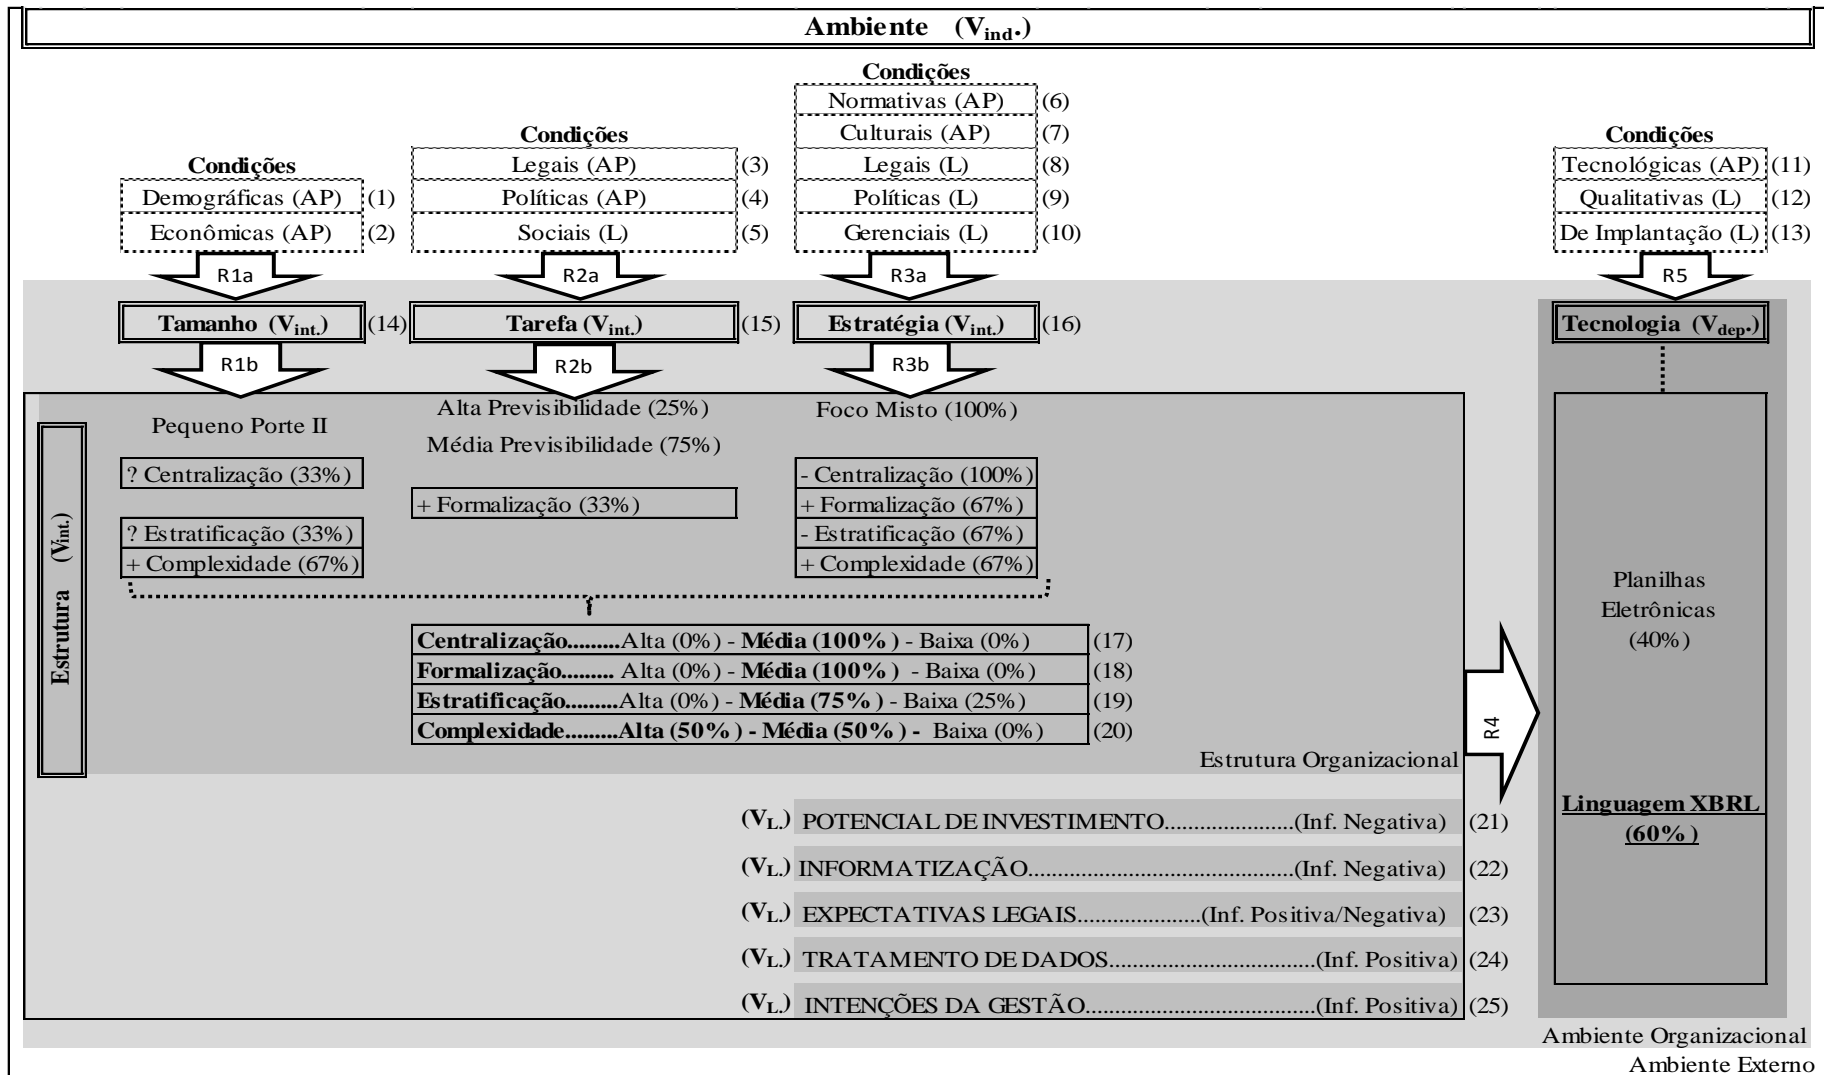 Ambiente (Vind.)
Condições
Demográficas (AP) (1)
Econômicas (AP) (2)
R1a
Condições
Legais (AP) (3)
Políticas (AP) (4)
Sociais (L) (5)
R2a
Condições
Normativas (AP) (6)
Culturais (AP) (7)
Legais (L) (8)
Políticas (L) (9)
Gerenciais (L) (10)
R3a
Condições
Tecnológicas (AP) (11)
Qualitativas (L) (12)
De Implantação (L) (13)
R5
Tamanho (Vint.) (14)
Tarefa (Vint.) (15)
Estratégia (Vint.) (16)
Tecnologia (Vdep.)
R1b
R2b
R3b
Estrutura (Vint.)
Pequeno Porte II
? Centralização (33%)
? Estratificação (33%)
+ Complexidade (67%)
Alta Previsibilidade (25%)
Média Previsibilidade (75%)
+ Formalização (33%)
Foco Misto (100%)
- Centralização (100%)
+ Formalização (67%)
- Estratificação (67%)
+ Complexidade (67%)
Centralização.........Alta (0%) - Média (100%) - Baixa (0%) (17)
Formalização......... Alta (0%) - Média (100%) - Baixa (0%) (18)
Estratificação.........Alta (0%) - Média (75%) - Baixa (25%) (19)
Complexidade.........Alta (50%) - Média (50%) - Baixa (0%) (20)
Estrutura Organizacional
R4
Planilhas
Eletrônicas
(40%)
Linguagem XBRL
(60%)
(VL.) POTENCIAL DE INVESTIMENTO......................(Inf. Negativa) (21)
(VL.) INFORMATIZAÇÃO.............................................(Inf. Negativa) (22)
(VL.) EXPECTATIVAS LEGAIS.....................(Inf. Positiva/Negativa) (23)
(VL.) TRATAMENTO DE DADOS...................................(Inf. Positiva) (24)
(VL.) INTENÇÕES DA GESTÃO.......................................(Inf. Positiva) (25)
Ambiente Organizacional
Ambiente Externo